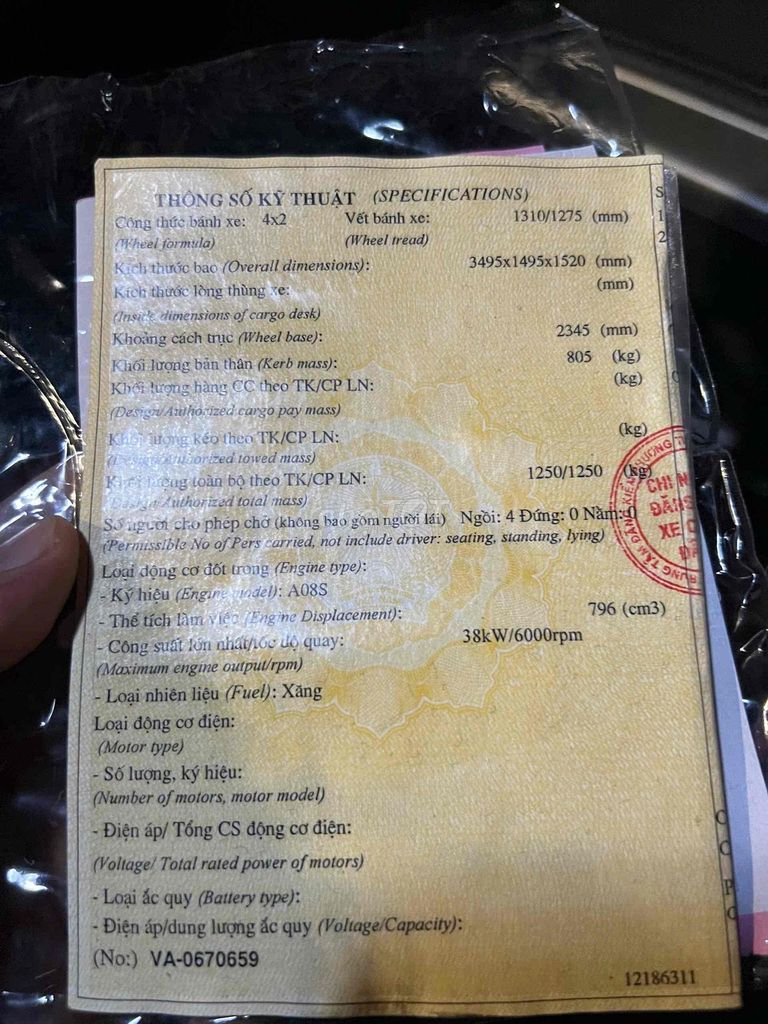 THÔNG SỐ KỸ THUẬT (SPECIFICATIONS)
Công thức bánh xe: 4x2 Vết bánh xe: 1310/1275 (mm)
(Wheel formula) (Wheel tread)
Kích thước bao (Overall dimensions): 3495x1495x1520 (mm)
Kích thước lòng thùng xe: (mm)
(Inside dimensions of cargo desk)
Khoảng cách trục (Wheel base): 2345 (mm)
Khối lượng bản thân (Kerb mass): 805 (kg)
Khối lượng hàng CC theo TK/CP LN: (kg)
(Design/Authorized cargo pay mass)
Khối lượng kéo theo TK/CP LN: (kg)
(Design/Authorized towed mass)
Khối lượng toàn bộ theo TK/CP LN: 1250/1250 (kg)
(Design/Authorized total mass)
Số người cho phép chở (không bao gồm người lái) Ngồi: 4 Đứng: 0 Nằm: 0
(Permissible No of Pers carried, not include driver: seating, standing, lying)
Loại động cơ đốt trong (Engine type):
- Ký hiệu (Engine model): A08S
- Thể tích làm việc (Engine Displacement): 796 (cm3)
- Công suất lớn nhất/tốc độ quay: 38kW/6000rpm
(Maximum engine output/rpm)
- Loại nhiên liệu (Fuel): Xăng
Loại động cơ điện:
(Motor type)
- Số lượng, ký hiệu:
(Number of motors, motor model)
- Điện áp/ Tổng CS động cơ điện:
(Voltage/ Total rated power of motors)
- Loại ắc quy (Battery type):
- Điện áp/dung lượng ắc quy (Voltage/Capacity):
(No:) VA-0670659
12186311